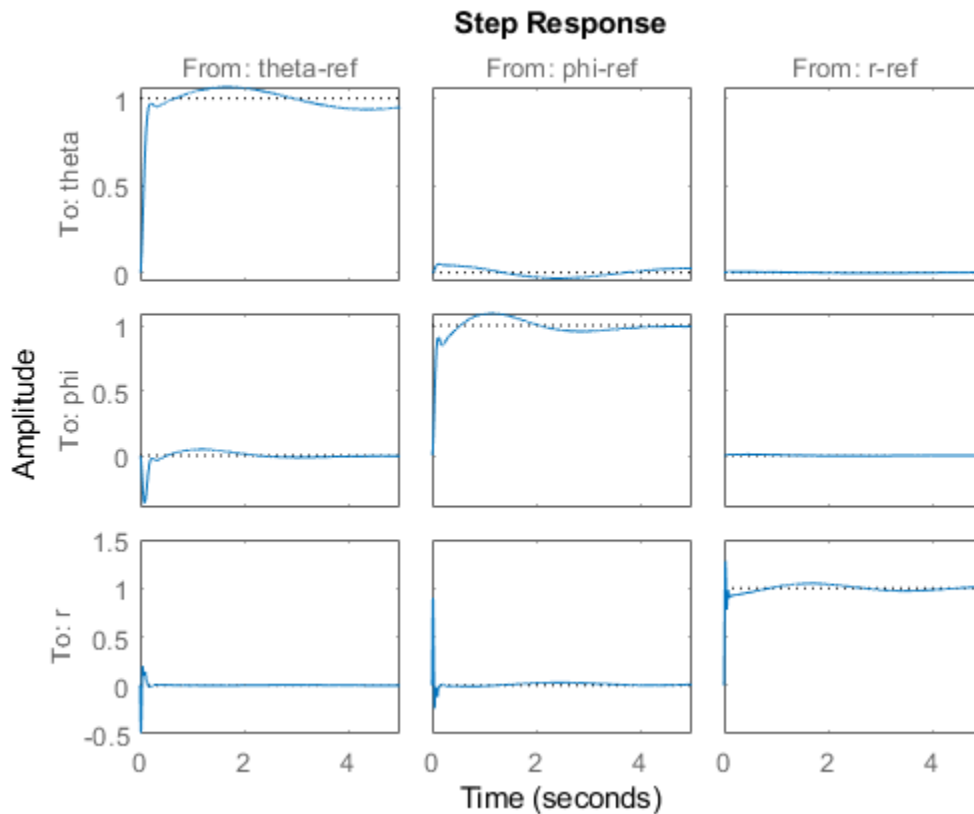 Step Response
From: theta-ref
From: phi-ref
From: r-ref
Amplitude
To: theta
1
0.5
0
To: phi
1
0.5
0
To: r
1.5
1
0.5
0
-0.5
0 2 4
0 2 4
0 2 4
Time (seconds)